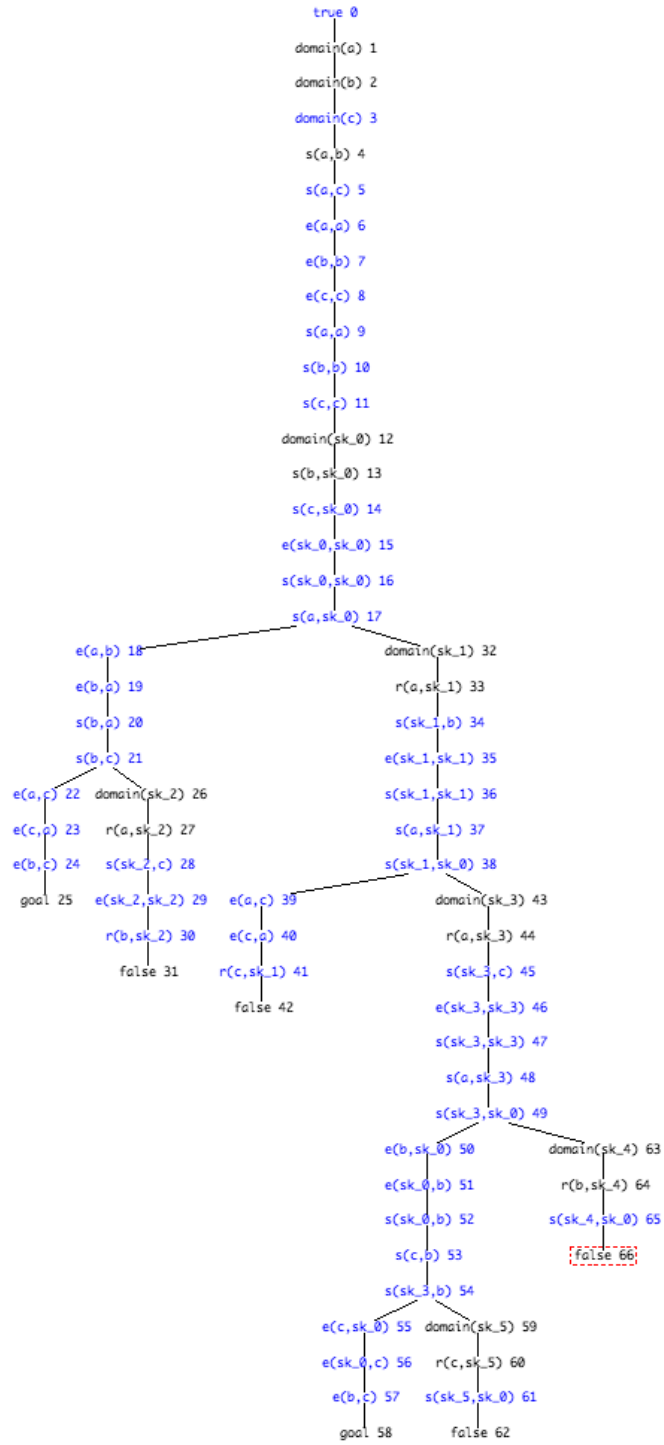 true 0
domain(a) 1
domain(b) 2
domain(c) 3
s(a,b) 4
s(a,c) 5
e(a,a) 6
e(b,b) 7
e(c,c) 8
s(a,a) 9
s(b,b) 10
s(c,c) 11
domain(sk_0) 12
s(b,sk_0) 13
s(c,sk_0) 14
e(sk_0,sk_0) 15
s(sk_0,sk_0) 16
s(a,sk_0) 17
e(a,b) 18
e(b,a) 19
s(b,a) 20
s(b,c) 21
e(a,c) 22
e(c,a) 23
e(b,c) 24
goal 25
domain(sk_2) 26
r(a,sk_2) 27
s(sk_2,c) 28
e(sk_2,sk_2) 29
r(b,sk_2) 30
false 31
domain(sk_1) 32
r(a,sk_1) 33
s(sk_1,b) 34
e(sk_1,sk_1) 35
s(sk_1,sk_1) 36
s(a,sk_1) 37
s(sk_1,sk_0) 38
e(a,c) 39
e(c,a) 40
r(c,sk_1) 41
false 42
domain(sk_3) 43
r(a,sk_3) 44
s(sk_3,c) 45
e(sk_3,sk_3) 46
s(sk_3,sk_3) 47
s(a,sk_3) 48
s(sk_3,sk_0) 49
e(b,sk_0) 50
e(sk_0,b) 51
s(sk_0,b) 52
s(c,b) 53
s(sk_3,b) 54
e(c,sk_0) 55
e(sk_0,c) 56
e(b,c) 57
goal 58
domain(sk_5) 59
r(c,sk_5) 60
s(sk_5,sk_0) 61
false 62
domain(sk_4) 63
r(b,sk_4) 64
s(sk_4,sk_0) 65
false 66